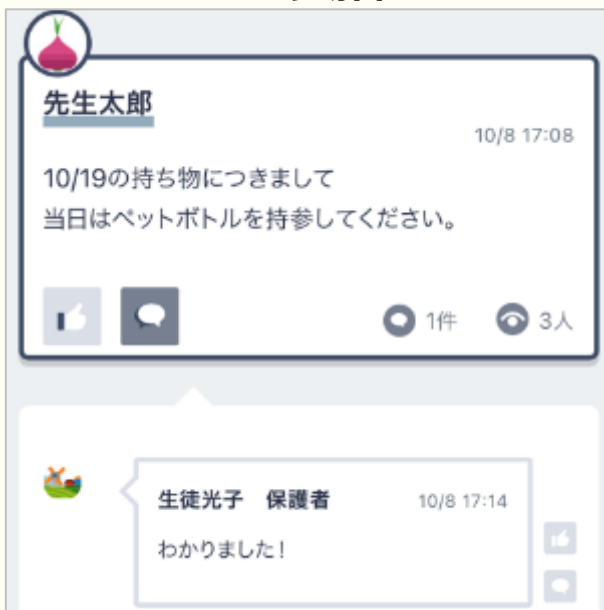 先生太郎
10/8 17:08
10/19の持ち物につきまして
当日はペットボトルを持参してください。
1件 3人
生徒光子　保護者 10/8 17:14
わかりました！